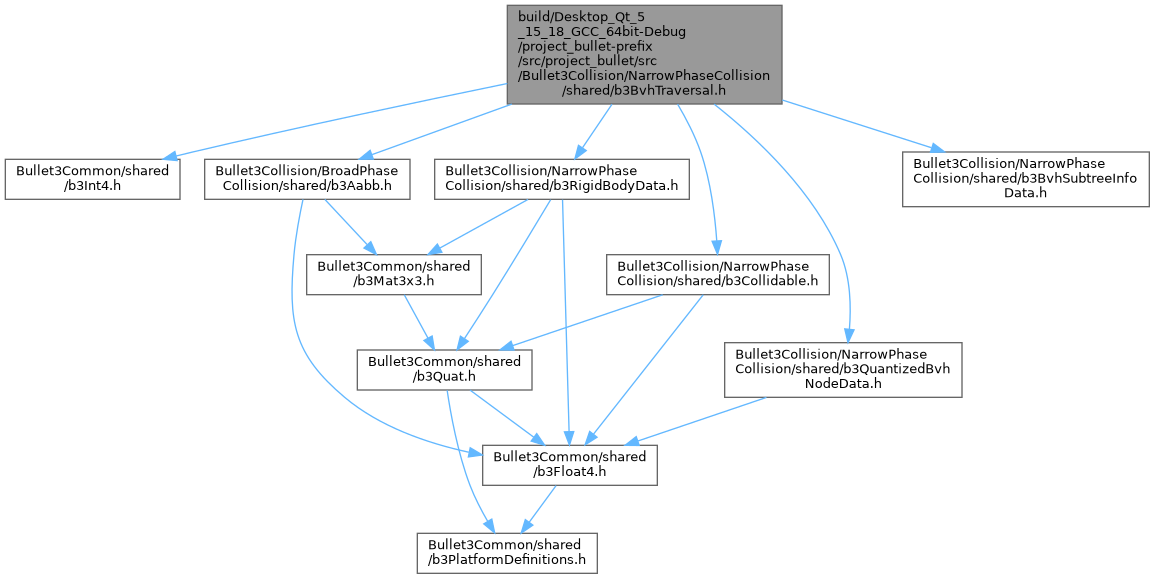 build/Desktop_Qt_5
_15_18_GCC_64bit-Debug
/project_bullet-prefix
/src/project_bullet/src
/Bullet3Collision/NarrowPhaseCollision
/shared/b3BvhTraversal.h
Bullet3Common/shared
/b3Int4.h
Bullet3Collision/BroadPhase
Collision/shared/b3Aabb.h
Bullet3Collision/NarrowPhase
Collision/shared/b3RigidBodyData.h
Bullet3Collision/NarrowPhase
Collision/shared/b3BvhSubtreeInfo
Data.h
Bullet3Common/shared
/b3Mat3x3.h
Bullet3Collision/NarrowPhase
Collision/shared/b3Collidable.h
Bullet3Common/shared
/b3Quat.h
Bullet3Collision/NarrowPhase
Collision/shared/b3QuantizedBvh
NodeData.h
Bullet3Common/shared
/b3Float4.h
Bullet3Common/shared
/b3PlatformDefinitions.h